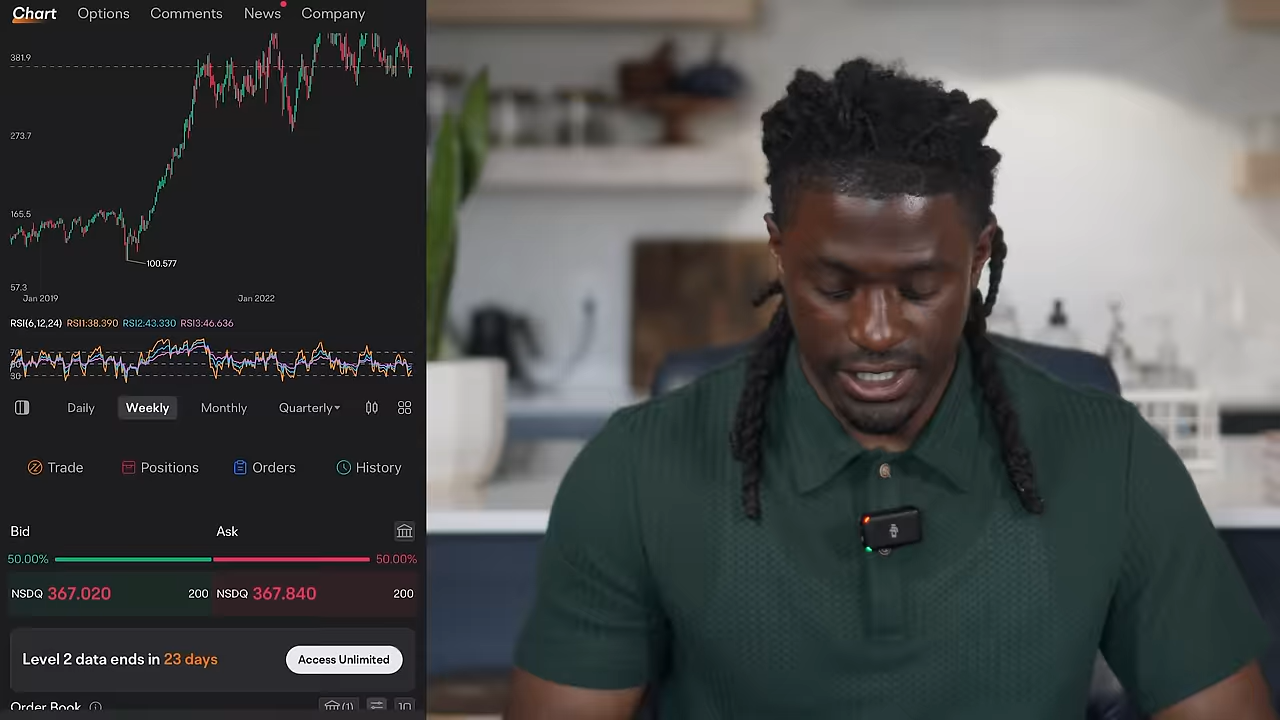 Chart Options Comments News Company
381.9
273.7
165.5
100.577
57.3
Jan 2019 Jan 2022
RSI(6,12,24) RSI1:38.390 RSI2:43.330 RSI3:46.636
30
Daily Weekly Monthly Quarterly
Trade Positions Orders History
Bid Ask
50.00% 50.00%
NSDQ 367.020 200 NSDQ 367.840 200
Level 2 data ends in 23 days Access Unlimited
Order Book (1) 10